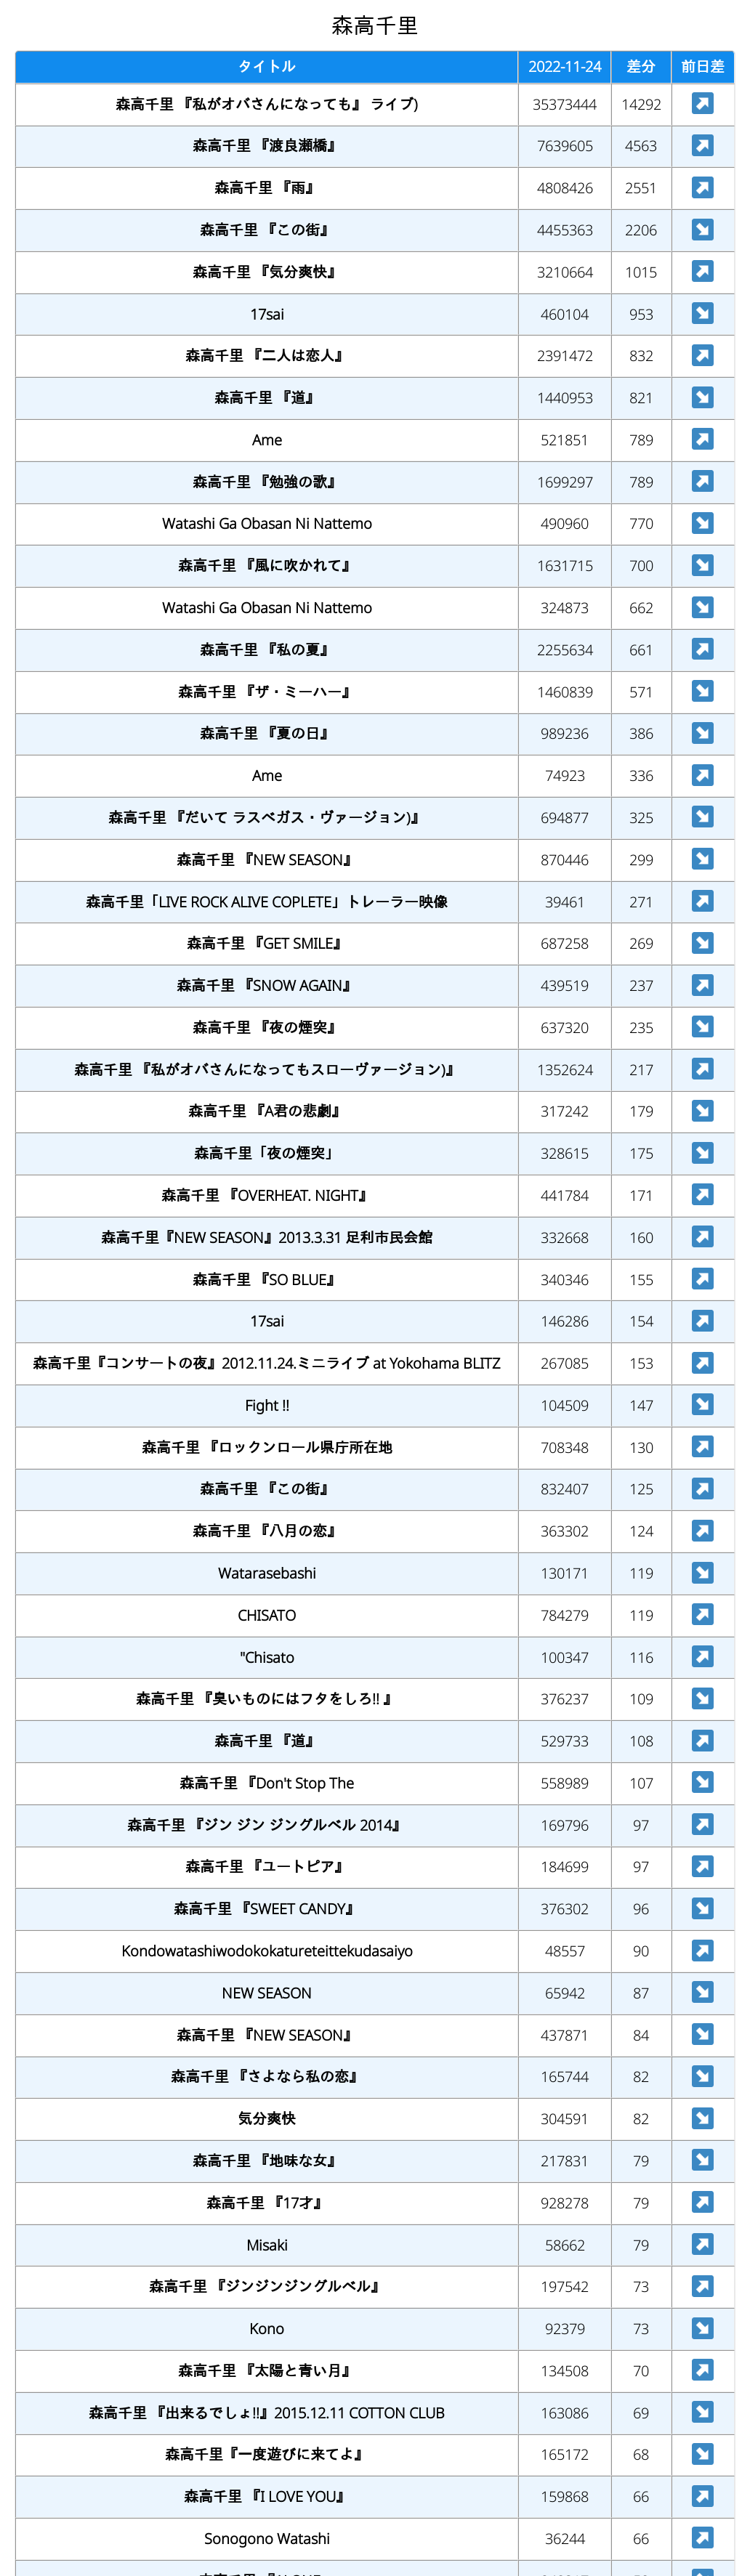 森高千里
タイトル 2022-11-24 差分 前日差
森高千里 『私がオバさんになっても』 ライブ) 35373444 14292
森高千里 『渡良瀬橋』 7639605 4563
森高千里 『雨』 4808426 2551
森高千里 『この街』 4455363 2206
森高千里 『気分爽快』 3210664 1015
17sai 460104 953
森高千里 『二人は恋人』 2391472 832
森高千里 『道』 1440953 821
Ame 521851 789
森高千里 『勉強の歌』 1699297 789
Watashi Ga Obasan Ni Nattemo 490960 770
森高千里 『風に吹かれて』 1631715 700
Watashi Ga Obasan Ni Nattemo 324873 662
森高千里 『私の夏』 2255634 661
森高千里 『ザ・ミーハー』 1460839 571
森高千里 『夏の日』 989236 386
Ame 74923 336
森高千里 『だいて ラスベガス・ヴァージョン)』 694877 325
森高千里 『NEW SEASON』 870446 299
森高千里「LIVE ROCK ALIVE COPLETE」トレーラー映像 39461 271
森高千里 『GET SMILE』 687258 269
森高千里 『SNOW AGAIN』 439519 237
森高千里 『夜の煙突』 637320 235
森高千里 『私がオバさんになってもスローヴァージョン)』 1352624 217
森高千里 『A君の悲劇』 317242 179
森高千里「夜の煙突」 328615 175
森高千里 『OVERHEAT. NIGHT』 441784 171
森高千里『NEW SEASON』2013.3.31 足利市民会館 332668 160
森高千里 『SO BLUE』 340346 155
17sai 146286 154
森高千里『コンサートの夜』2012.11.24.ミニライブ at Yokohama BLITZ 267085 153
Fight !! 104509 147
森高千里 『ロックンロール県庁所在地 708348 130
森高千里 『この街』 832407 125
森高千里 『八月の恋』 363302 124
Watarasebashi 130171 119
CHISATO 784279 119
"Chisato 100347 116
森高千里 『臭いものにはフタをしろ!! 』 376237 109
森高千里 『道』 529733 108
森高千里 『Don't Stop The 558989 107
森高千里 『ジン ジン ジングルベル 2014』 169796 97
森高千里 『ユートピア』 184699 97
森高千里 『SWEET CANDY』 376302 96
Kondowatashiwodokokatureteittekudasaiyo 48557 90
NEW SEASON 65942 87
森高千里 『NEW SEASON』 437871 84
森高千里 『さよなら私の恋』 165744 82
気分爽快 304591 82
森高千里 『地味な女』 217831 79
森高千里 『17才』 928278 79
Misaki 58662 79
森高千里 『ジンジンジングルベル』 197542 73
Kono 92379 73
森高千里 『太陽と青い月』 134508 70
森高千里 『出来るでしょ!!』2015.12.11 COTTON CLUB 163086 69
森高千里『一度遊びに来てよ』 165172 68
森高千里 『I LOVE YOU』 159868 66
Sonogono Watashi 36244 66